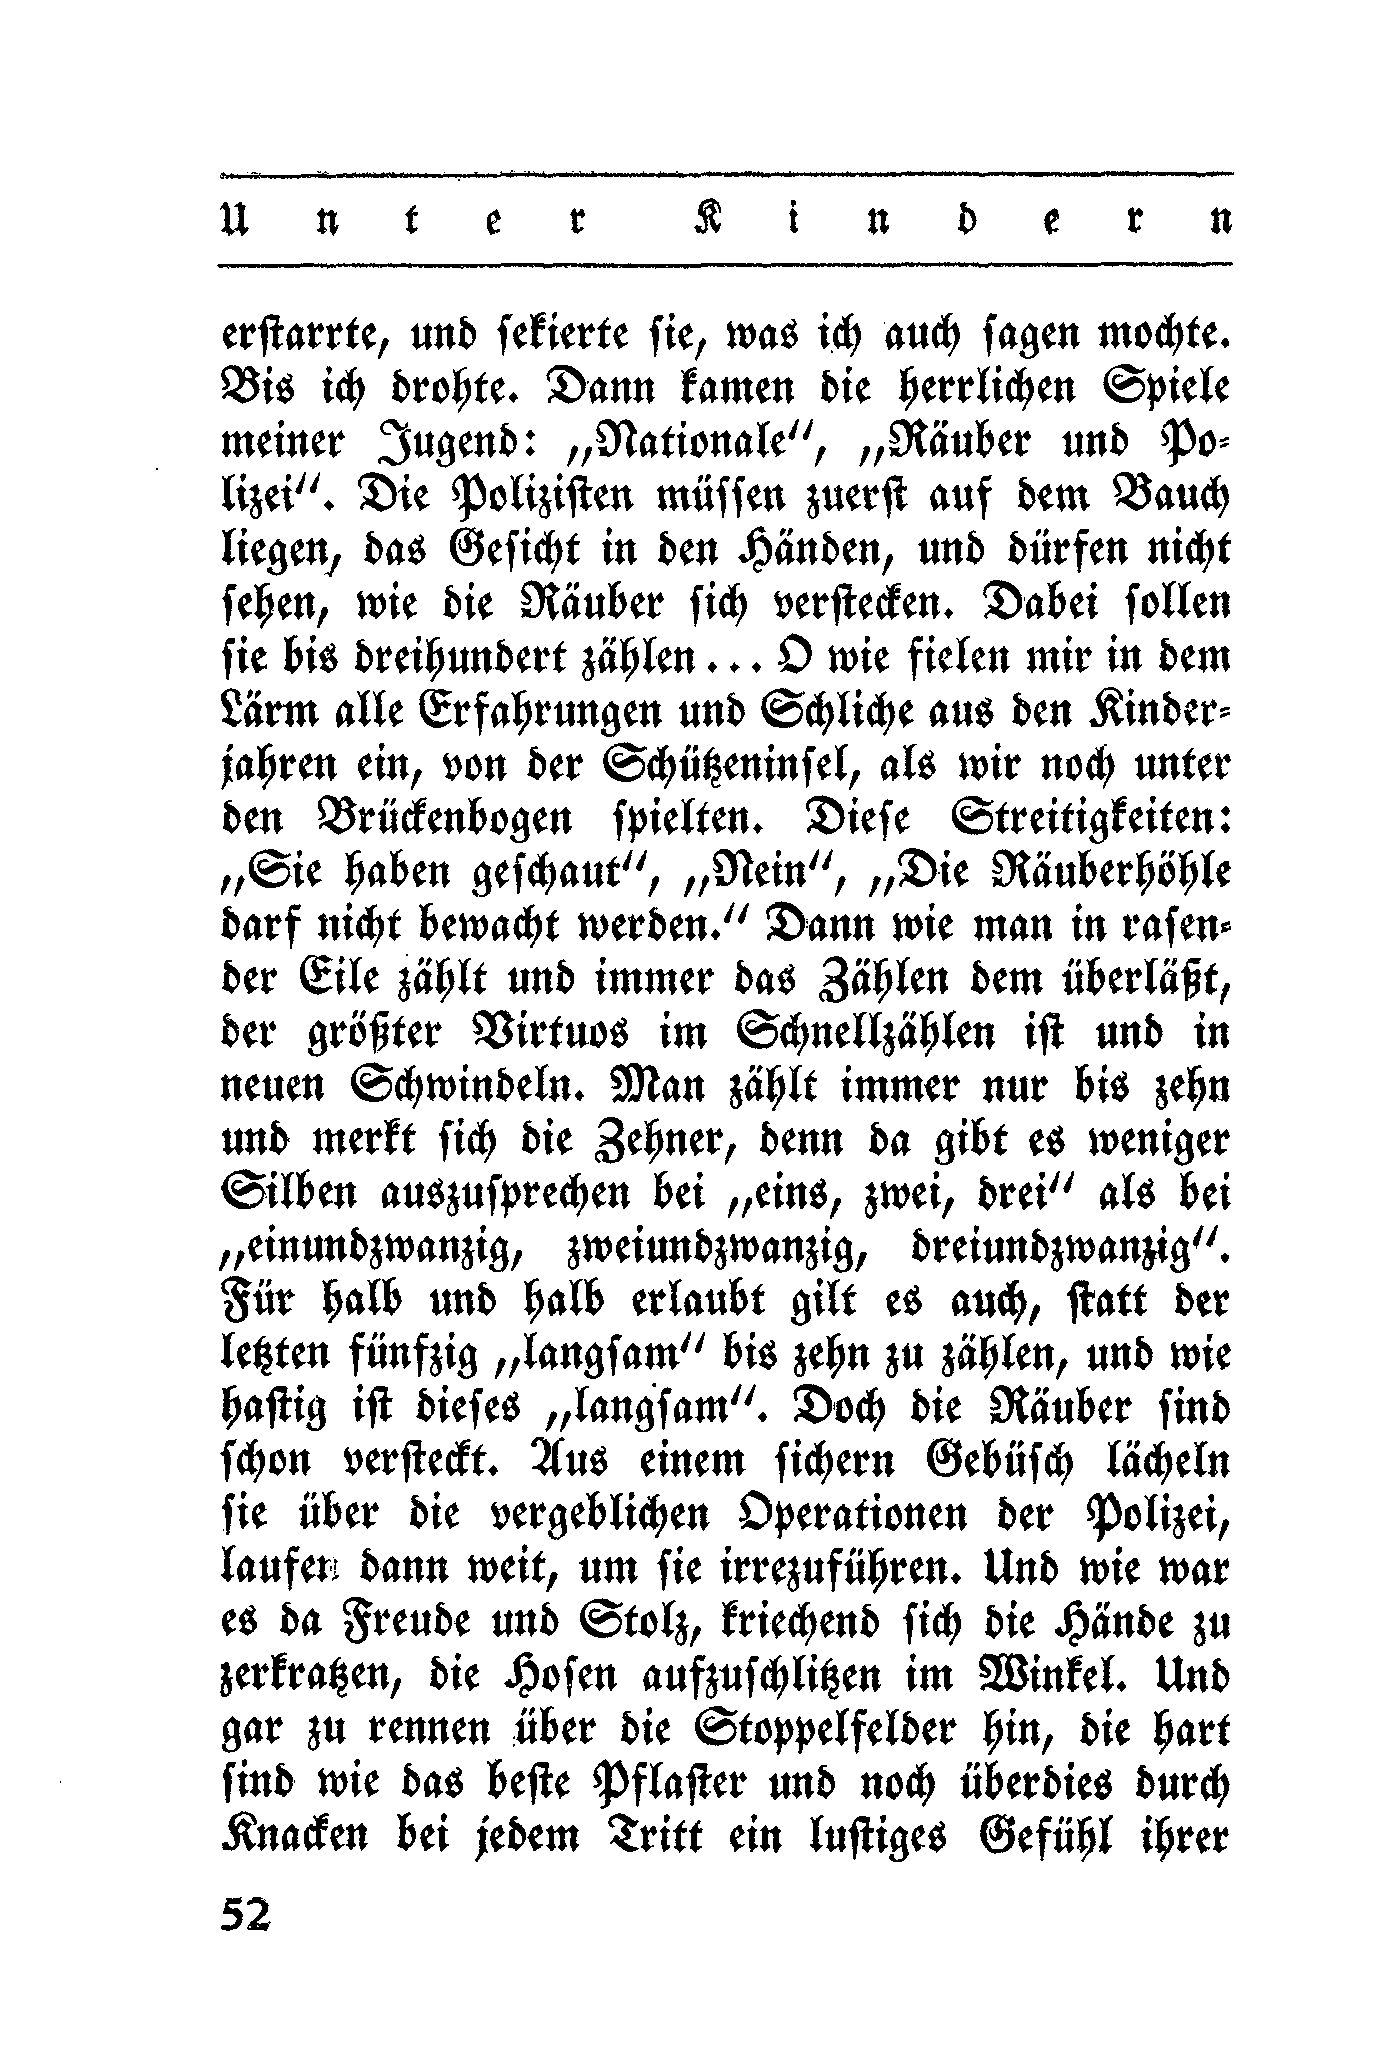 Unter Kindern
erstarrte, und sekierte sie, was ich auch sagen mochte.
Bis ich drohte. Dann kamen die herrlichen Spiele
meiner Jugend: „Nationale“, „Räuber und Po-
lizei“. Die Polizisten müssen zuerst auf dem Bauch
liegen, das Gesicht in den Händen, und dürfen nicht
sehen, wie die Räuber sich verstecken. Dabei sollen
sie bis dreihundert zählen... O wie fielen mir in dem
Lärm alle Erfahrungen und Schliche aus den Kinder-
jahren ein, von der Schützeninsel, als wir noch unter
den Brückenbogen spielten. Diese Streitigkeiten:
„Sie haben geschaut“, „Nein“, „Die Räuberhöhle
darf nicht bewacht werden.“ Dann wie man in rasen-
der Eile zählt und immer das Zählen dem überläßt,
der größter Virtuos im Schnellzählen ist und in
neuen Schwindeln. Man zählt immer nur bis zehn
und merkt sich die Zehner, denn da gibt es weniger
Silben auszusprechen bei „eins, zwei, drei“ als bei
„einundzwanzig, zweiundzwanzig, dreiundzwanzig“.
Für halb und halb erlaubt gilt es auch, statt der
letzten fünfzig „langsam“ bis zehn zu zählen, und wie
hastig ist dieses „langsam“. Doch die Räuber sind
schon versteckt. Aus einem sichern Gebüsch lächeln
sie über die vergeblichen Operationen der Polizei,
laufen dann weit, um sie irrezuführen. Und wie war
es da Freude und Stolz, kriechend sich die Hände zu
zerkratzen, die Hosen aufzuschlitzen im Winkel. Und
gar zu rennen über die Stoppelfelder hin, die hart
sind wie das beste Pflaster und noch überdies durch
Knacken bei jedem Tritt ein lustiges Gefühl ihrer
52